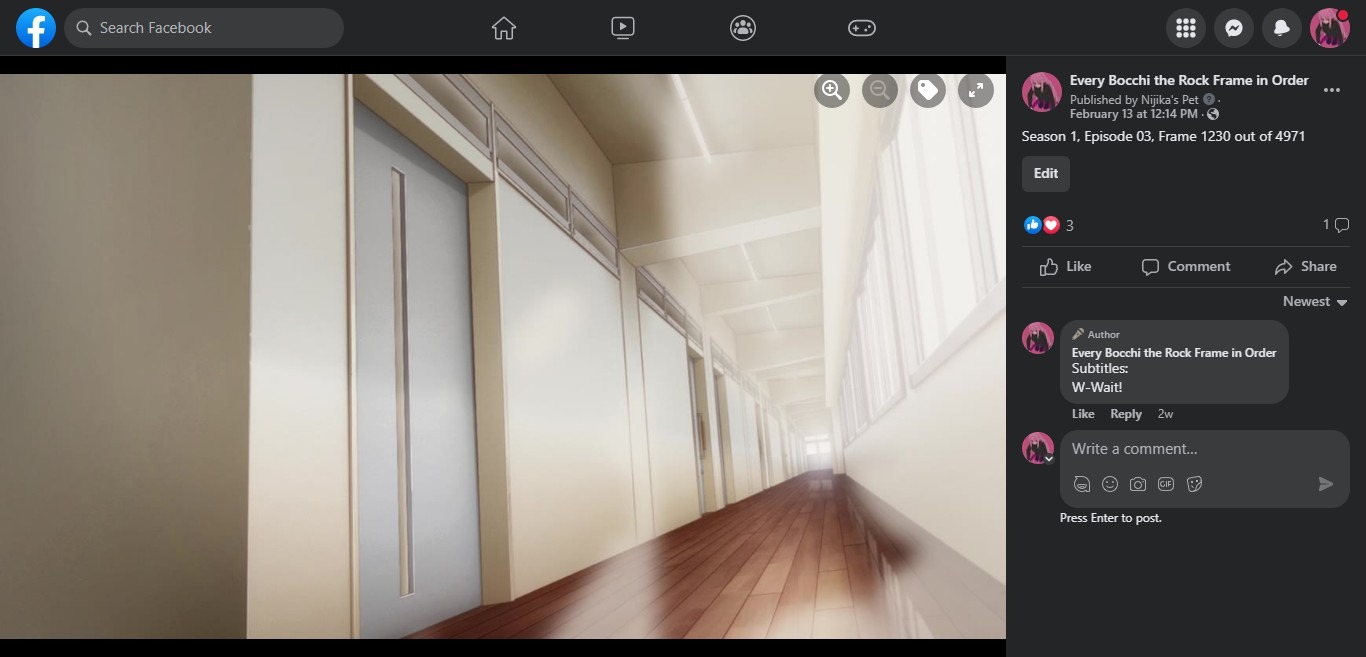 Search Facebook
Every Bocchi the Rock Frame in Order
Published by Nijika's Pet ·
February 13 at 12:14 PM ·
Season 1, Episode 03, Frame 1230 out of 4971
Edit
3
1
Like
Comment
Share
Newest
Author
Every Bocchi the Rock Frame in Order
Subtitles:
W-Wait!
Like Reply 2w
Write a comment...
GIF
Press Enter to post.